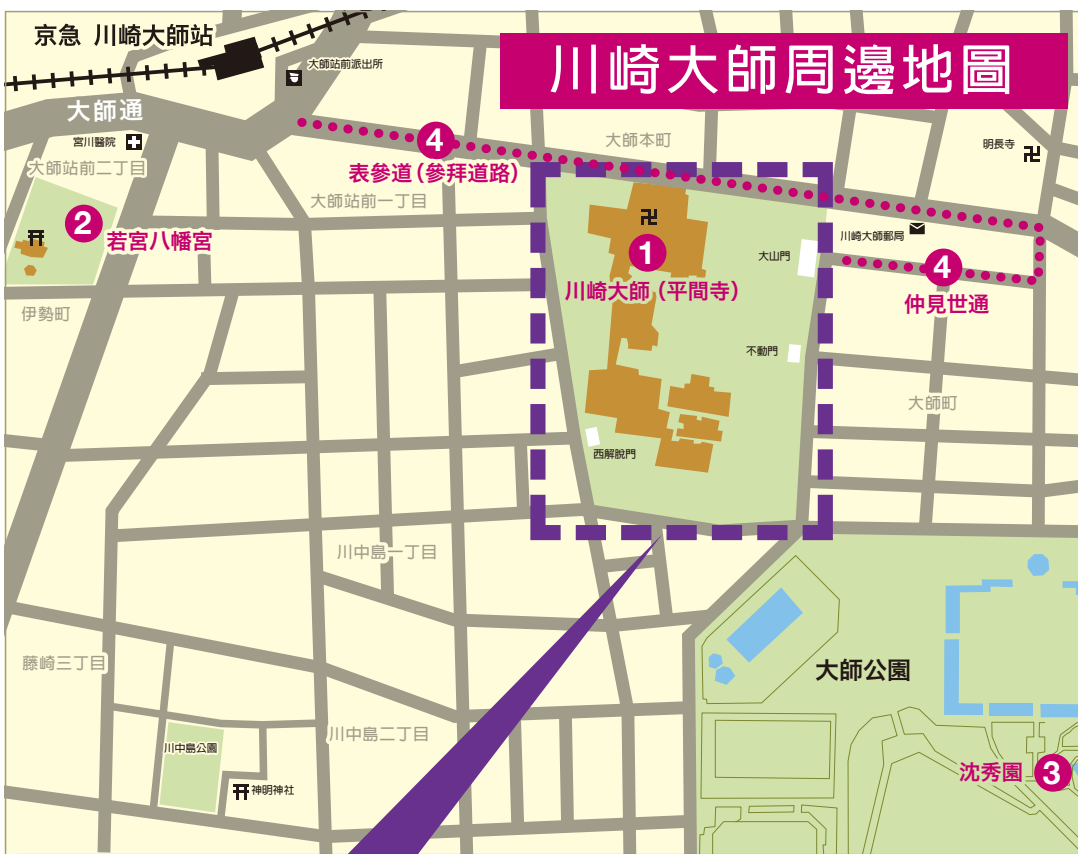 京急 川崎大師站
川崎大師周邊地圖
大師站前派出所
大師通
宮川醫院
4
表參道（參拜道路）
大師本町
明長寺
大師站前二丁目
大師站前一丁目
2
若宮八幡宮
卍
1
川崎大師（平間寺）
大山門
川崎大師郵局
4
仲見世通
伊勢町
不動門
大師町
西解脫門
川中島一丁目
藤崎三丁目
大師公園
川中島二丁目
川中島公園
沈秀園
3
神明神社